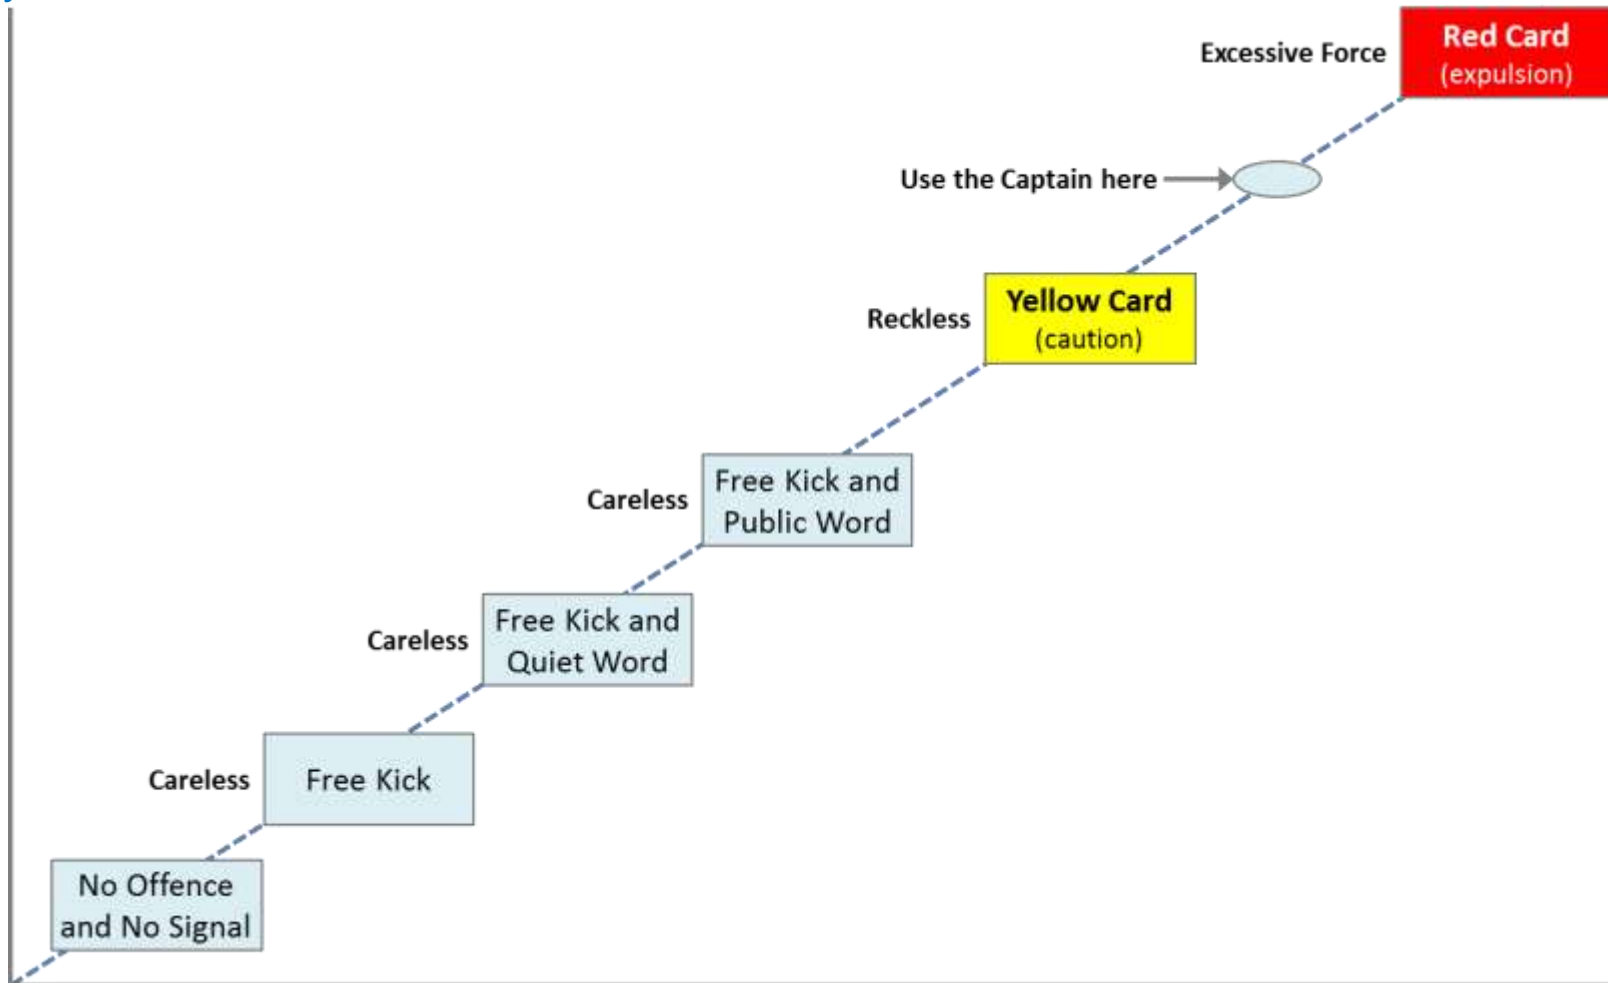 Excessive Force
Red Card
(expulsion)
Use the Captain here
Reckless
Yellow Card
(caution)
Careless
Free Kick and
Public Word
Careless
Free Kick and
Quiet Word
Careless
Free Kick
No Offence
and No Signal